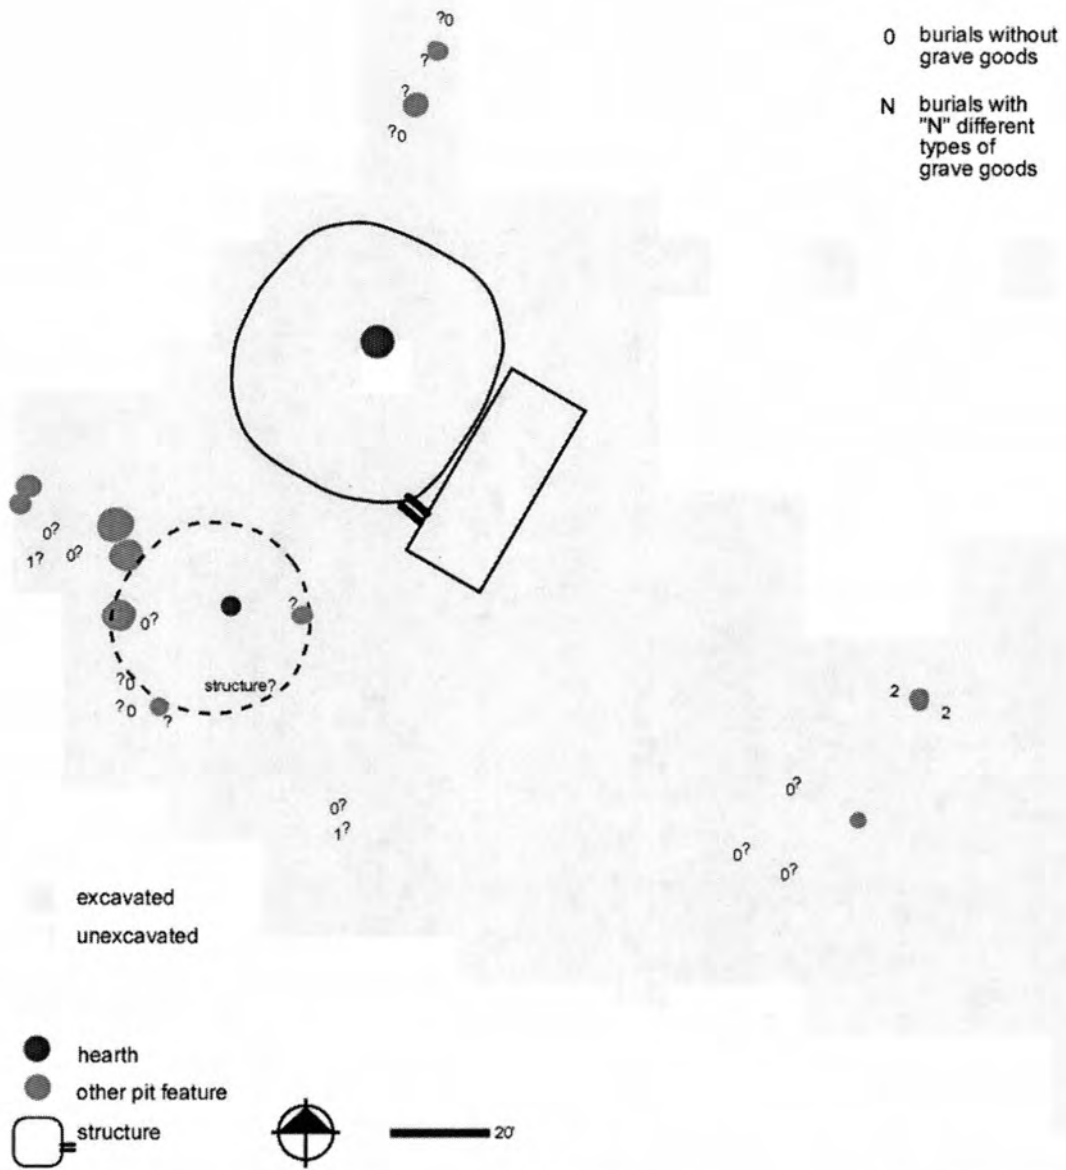 ?0
?
?
?0
0 burials without
grave goods
N burials with
"N" different
types of
grave goods
0?
1? 0?
0?
?
?0
structure?
?0
?
2
2
0?
0?
1?
0?
0?
excavated
unexcavated
hearth
other pit feature
structure
20'